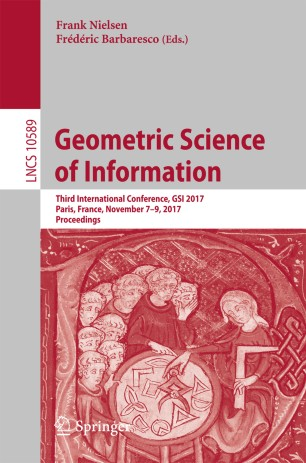 Frank Nielsen
Frédéric Barbaresco (Eds.)
LNCS 10589
Geometric Science
of Information
Third International Conference, GSI 2017
Paris, France, November 7–9, 2017
Proceedings
Springer